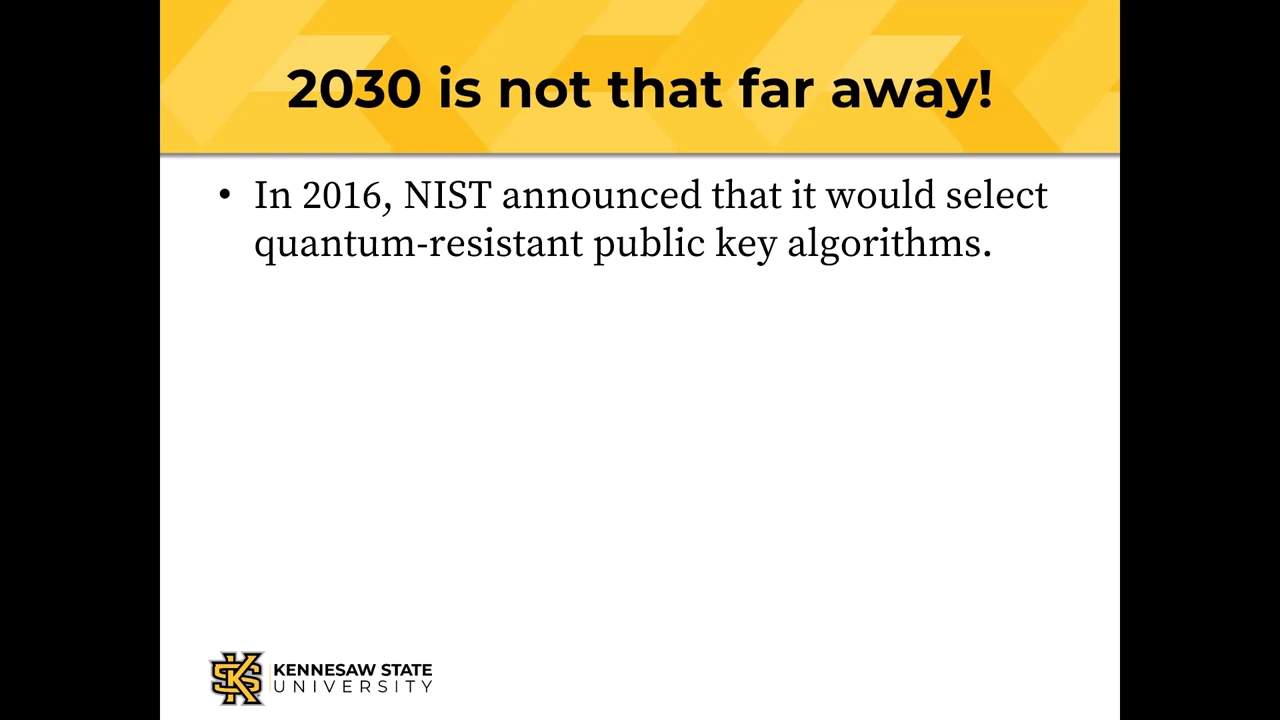 2030 is not that far away!
• In 2016, NIST announced that it would select
quantum-resistant public key algorithms.
KENNESAW STATE
UNIVERSITY